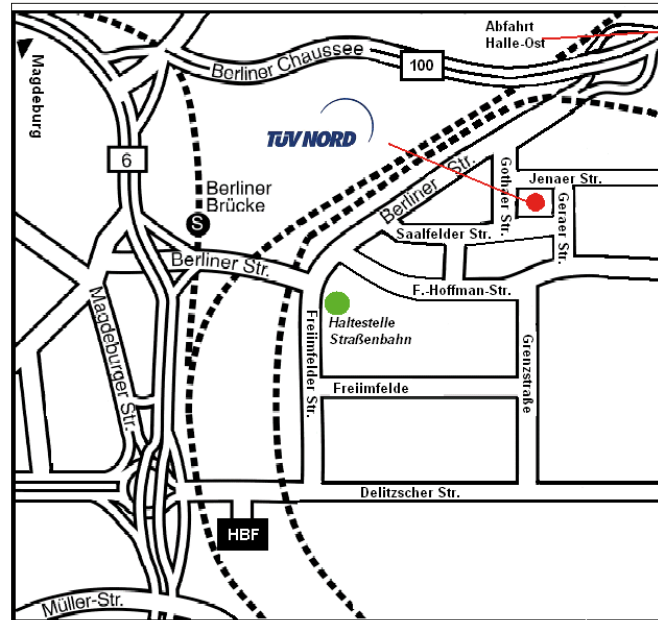 Abfahrt
Halle-Ost
Magdeburg
Berliner Chaussee
100
TÜV NORD
6
Berliner
Brücke
S
Berliner Str.
Gothaer Str.
Jenaer Str.
Geraer Str.
Saalfelder Str.
Berliner Str.
F.-Hoffman-Str.
Magdeburger Str.
Freiimfelder Str.
Haltestelle
Straßenbahn
Grenzstraße
Freiimfelde
Delitzscher Str.
HBF
Müller-Str.